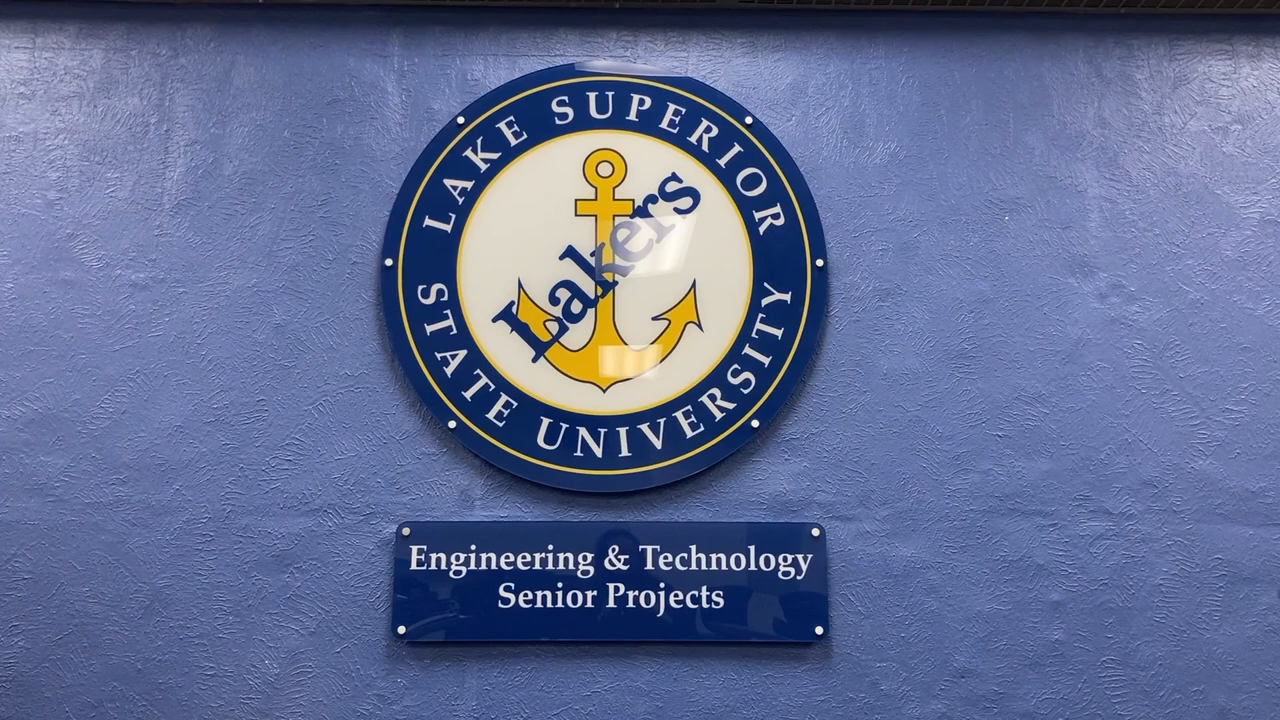 LAKE SUPERIOR
STATE UNIVERSITY
Lakers
Engineering & Technology
Senior Projects